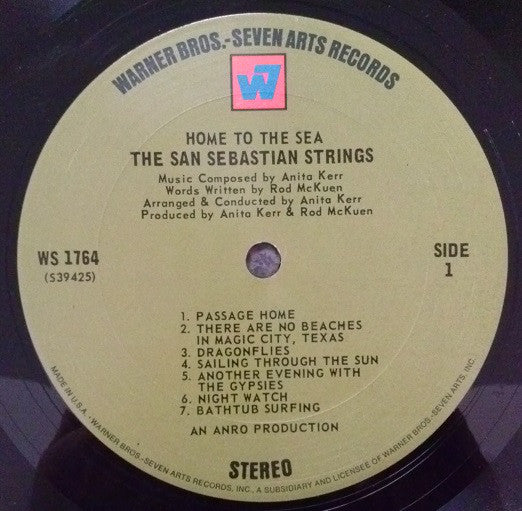 WARNER BROS.-SEVEN ARTS RECORDS
W7
HOME TO THE SEA
THE SAN SEBASTIAN STRINGS
Music Composed by Anita Kerr
Words Written by Rod McKuen
Arranged & Conducted by Anita Kerr
Produced by Anita Kerr & Rod McKuen
WS 1764
(S39425)
SIDE
1
1. PASSAGE HOME
2. THERE ARE NO BEACHES
IN MAGIC CITY, TEXAS
3. DRAGONFLIES
4. SAILING THROUGH THE SUN
5. ANOTHER EVENING WITH
THE GYPSIES
6. NIGHT WATCH
7. BATHTUB SURFING
AN ANRO PRODUCTION
STEREO
MADE IN U.S.A. • WARNER BROS.-SEVEN ARTS RECORDS, INC., A SUBSIDIARY AND LICENSEE OF WARNER BROS.-SEVEN ARTS, INC.